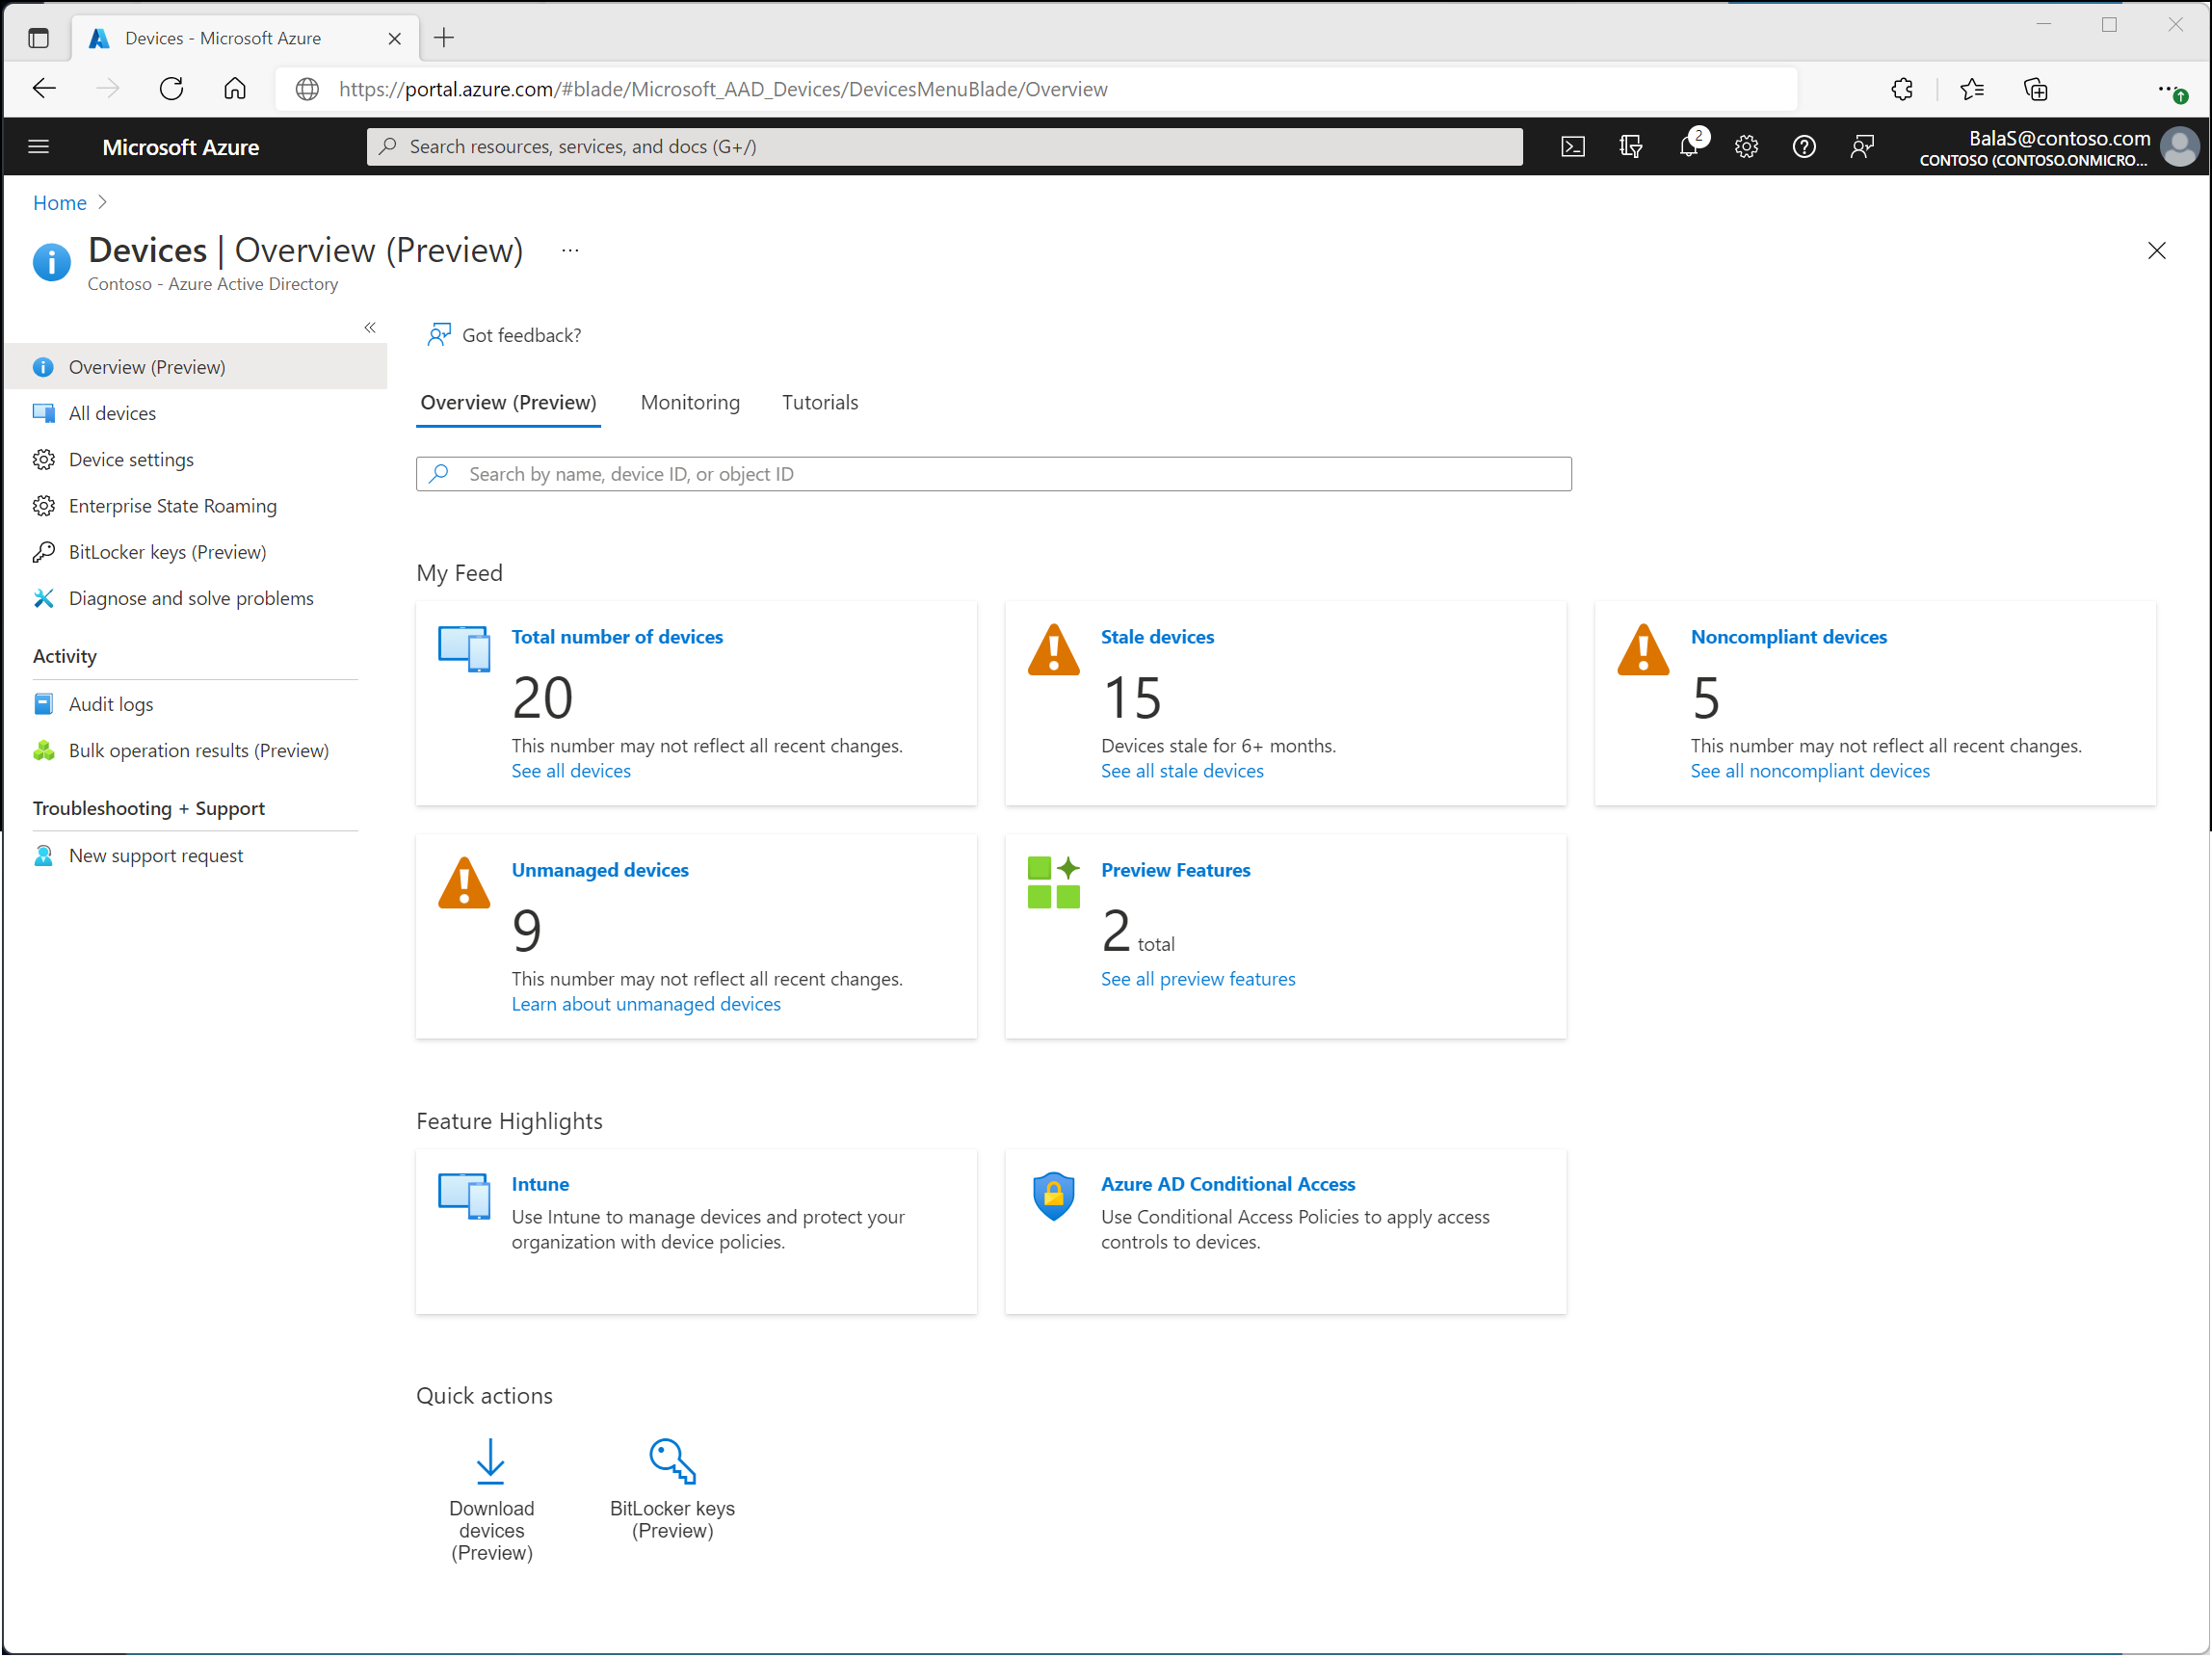 Devices - Microsoft Azure
https://portal.azure.com/#blade/Microsoft_AAD_Devices/DevicesMenuBlade/Overview
Microsoft Azure
Search resources, services, and docs (G+/)
2
BalaS@contoso.com
CONTOSO (CONTOSO.ONMICRO...
Home
Devices | Overview (Preview)
...
Contoso - Azure Active Directory
Overview (Preview)
All devices
Device settings
Enterprise State Roaming
BitLocker keys (Preview)
Diagnose and solve problems
Activity
Audit logs
Bulk operation results (Preview)
Troubleshooting + Support
New support request
Got feedback?
Overview (Preview)
Monitoring
Tutorials
Search by name, device ID, or object ID
My Feed
Total number of devices
20
This number may not reflect all recent changes.
See all devices
Stale devices
15
Devices stale for 6+ months.
See all stale devices
Noncompliant devices
5
This number may not reflect all recent changes.
See all noncompliant devices
Unmanaged devices
9
This number may not reflect all recent changes.
Learn about unmanaged devices
Preview Features
2 total
See all preview features
Feature Highlights
Intune
Use Intune to manage devices and protect your
organization with device policies.
Azure AD Conditional Access
Use Conditional Access Policies to apply access
controls to devices.
Quick actions
Download
devices
(Preview)
BitLocker keys
(Preview)